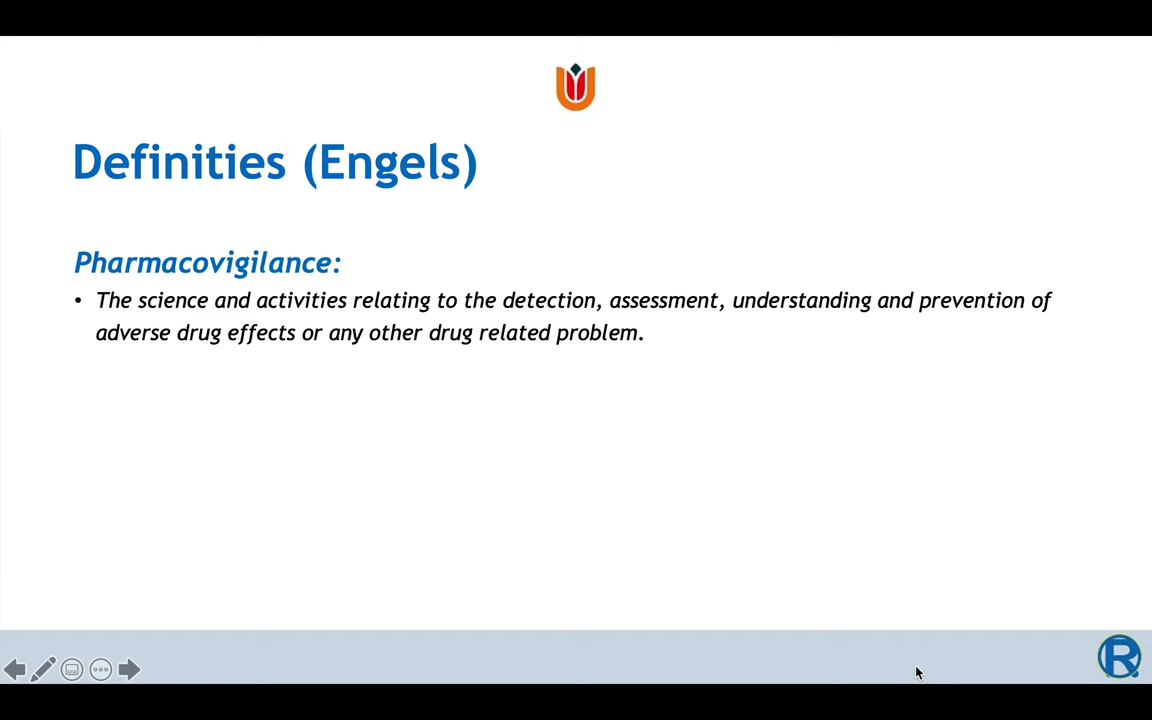 Definities (Engels)
Pharmacovigilance:
• The science and activities relating to the detection, assessment, understanding and prevention of
adverse drug effects or any other drug related problem.
R